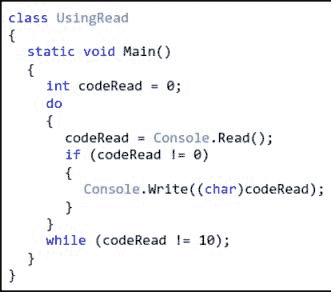 class UsingRead
{
static void Main()
{
int codeRead = 0;
do
{
codeRead = Console.Read();
if (codeRead != 0)
{
Console.Write((char)codeRead);
}
}
while (codeRead != 10);
}
}